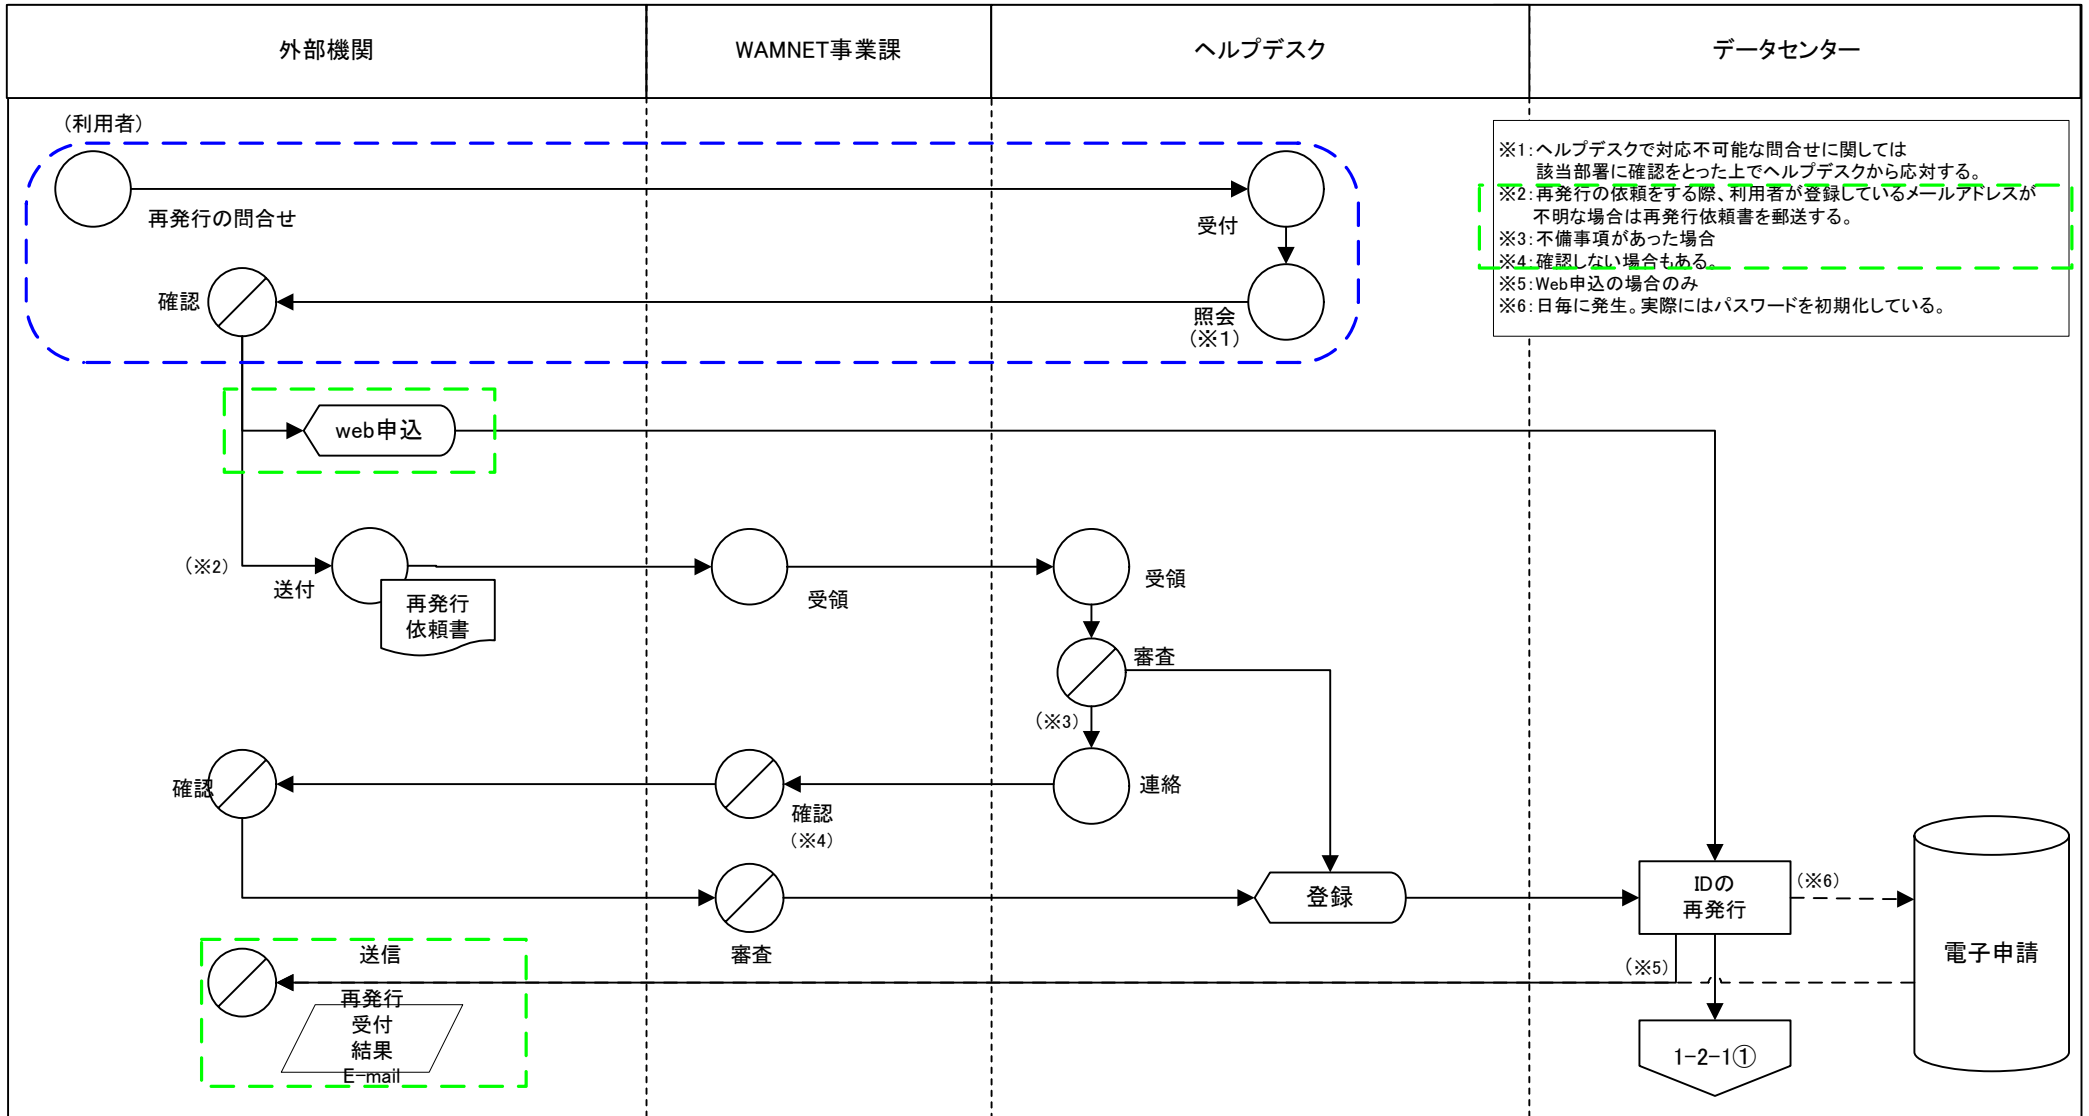 外部機関
WAMNET事業課
ヘルプデスク
データセンター
(利用者)
再発行の問合せ
受付
※1:ヘルプデスクで対応不可能な問合せに関しては
該当部署に確認をとった上でヘルプデスクから応対する。
※2:再発行の依頼をする際、利用者が登録しているメールアドレスが
不明な場合は再発行依頼書を郵送する。
※3:不備事項があった場合
※4:確認しない場合もある。
※5:Web申込の場合のみ
※6:日毎に発生。実際にはパスワードを初期化している。
確認
照会
(※1)
web申込
(※2)
送付
再発行
依頼書
受領
受領
審査
(※3)
確認
確認
(※4)
連絡
審査
登録
IDの
再発行
(※6)
電子申請
送信
(※5)
再発行
受付
結果
E-mail
1-2-1①